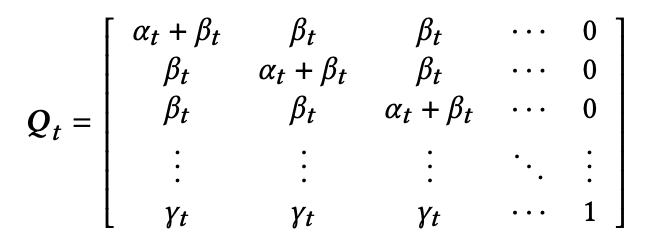 Q_t = [ α_t + β_t   β_t   β_t   ⋯   0 ]
[ β_t   α_t + β_t   β_t   ⋯   0 ]
[ β_t   β_t   α_t + β_t   ⋯   0 ]
[ ⋮   ⋮   ⋮   ⋱   ⋮ ]
[ γ_t   γ_t   γ_t   ⋯   1 ]